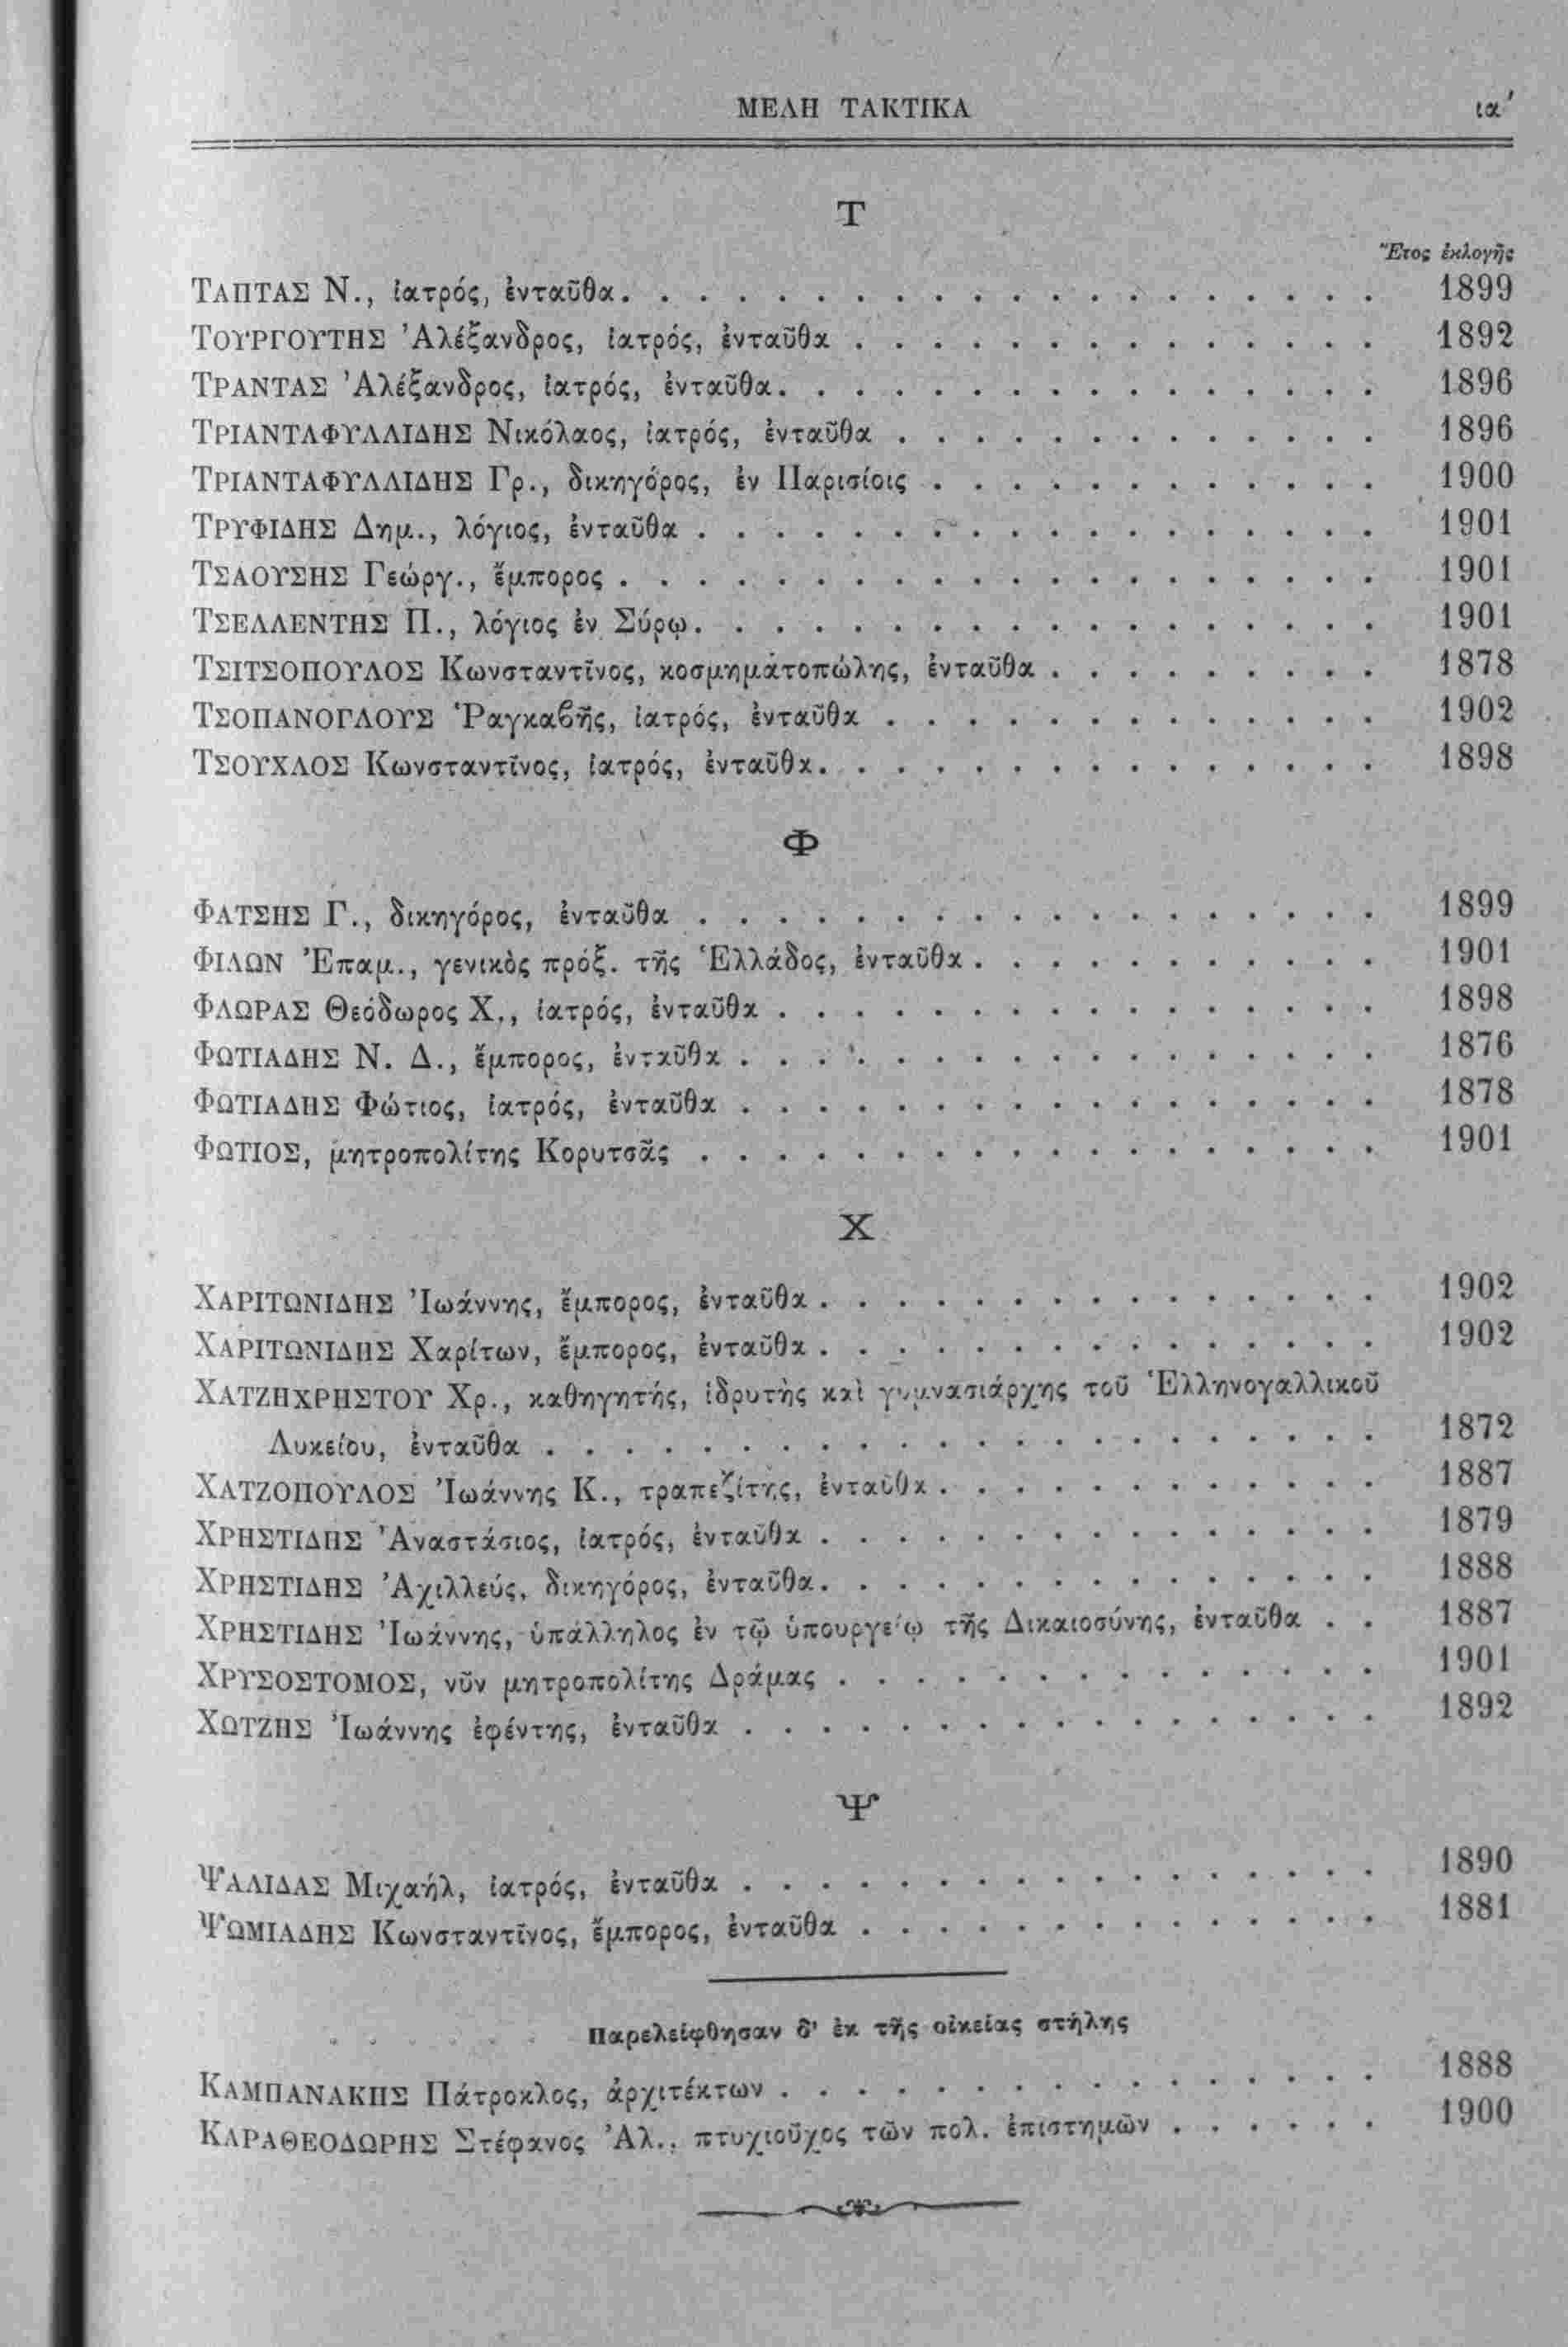 ΜΕΛΗ ΤΑΚΤΙΚΑ ια'
Τ
Ἔτος ἐκλογῆς
ΤΑΠΤΑΣ Ν., ἰατρός, ἐνταῦθα. . . . . . . . . . . . . . . . . . . . 1899
ΤΟΥΡΓΟΥΤΗΣ Ἀλέξανδρος, ἰατρός, ἐνταῦθα . . . . . . . . . . . . . . 1892
ΤΡΑΝΤΑΣ Ἀλέξανδρος, ἰατρός, ἐνταῦθα. . . . . . . . . . . . . . . . 1896
ΤΡΙΑΝΤΑΦΥΛΛΙΔΗΣ Νικόλαος, ἰατρός, ἐνταῦθα . . . . . . . . . . . . . 1896
ΤΡΙΑΝΤΑΦΥΛΛΙΔΗΣ Γρ., δικηγόρος, ἐν Παρισίοις . . . . . . . . . . . . 1900
ΤΡΥΦΙΔΗΣ Δημ., λόγιος, ἐνταῦθα . . . . . . . . . . . . . . . . . . 1901
ΤΣΑΟΥΣΗΣ Γεώργ., ἔμπορος . . . . . . . . . . . . . . . . . . . . 1901
ΤΣΕΛΛΕΝΤΗΣ Π., λόγιος ἐν Σύρῳ. . . . . . . . . . . . . . . . . . 1901
ΤΣΙΤΣΟΠΟΥΛΟΣ Κωνσταντῖνος, κοσμηματοπώλης, ἐνταῦθα . . . . . . . . . 1878
ΤΣΟΠΑΝΟΓΛΟΥΣ Ῥαγκαβῆς, ἰατρός, ἐνταῦθα . . . . . . . . . . . . . 1902
ΤΣΟΥΧΛΟΣ Κωνσταντῖνος, ἰατρός, ἐνταῦθα. . . . . . . . . . . . . . . 1898
Φ
ΦΑΤΣΗΣ Γ., δικηγόρος, ἐνταῦθα . . . . . . . . . . . . . . . . . . 1899
ΦΙΛΩΝ Ἐπαμ., γενικὸς πρόξ. τῆς Ἑλλάδος, ἐνταῦθα . . . . . . . . . . . 1901
ΦΛΩΡΑΣ Θεόδωρος Χ., ἰατρός, ἐνταῦθα . . . . . . . . . . . . . . . . 1898
ΦΩΤΙΑΔΗΣ Ν. Δ., ἔμπορος, ἐνταῦθα . . . . . . . . . . . . . . . . . 1876
ΦΩΤΙΑΔΗΣ Φώτιος, ἰατρός, ἐνταῦθα . . . . . . . . . . . . . . . . . 1878
ΦΩΤΙΟΣ, μητροπολίτης Κορυτσᾶς . . . . . . . . . . . . . . . . . . 1901
Χ
ΧΑΡΙΤΩΝΙΔΗΣ Ἰωάννης, ἔμπορος, ἐνταῦθα . . . . . . . . . . . . . . . 1902
ΧΑΡΙΤΩΝΙΔΗΣ Χαρίτων, ἔμπορος, ἐνταῦθα . . . . . . . . . . . . . . . 1902
ΧΑΤΖΗΧΡΗΣΤΟΥ Χρ., καθηγητής, ἱδρυτὴς καὶ γυμνασιάρχης τοῦ Ἑλληνογαλλικοῦ
Λυκείου, ἐνταῦθα . . . . . . . . . . . . . . . . . . . . . . 1872
ΧΑΤΖΟΠΟΥΛΟΣ Ἰωάννης Κ., τραπεζίτης, ἐνταῦθα . . . . . . . . . . . . 1887
ΧΡΗΣΤΙΔΗΣ Ἀναστάσιος, ἰατρός, ἐνταῦθα . . . . . . . . . . . . . . . 1879
ΧΡΗΣΤΙΔΗΣ Ἀχιλλεύς, δικηγόρος, ἐνταῦθα. . . . . . . . . . . . . . . 1888
ΧΡΗΣΤΙΔΗΣ Ἰωάννης, ὑπάλληλος ἐν τῷ ὑπουργείῳ τῆς Δικαιοσύνης, ἐνταῦθα . . 1887
ΧΡΥΣΟΣΤΟΜΟΣ, νῦν μητροπολίτης Δράμας . . . . . . . . . . . . . . 1901
ΧΩΤΖΗΣ Ἰωάννης ἐφέντης, ἐνταῦθα . . . . . . . . . . . . . . . . . 1892
Ψ
ΨΑΛΙΔΑΣ Μιχαήλ, ἰατρός, ἐνταῦθα . . . . . . . . . . . . . . . . . 1890
ΨΩΜΙΑΔΗΣ Κωνσταντῖνος, ἔμπορος, ἐνταῦθα . . . . . . . . . . . . . . 1881
Παρελείφθησαν δ' ἐκ τῆς οἰκείας στήλης
ΚΑΜΠΑΝΑΚΗΣ Πάτροκλος, ἀρχιτέκτων . . . . . . . . . . . . . . . . 1888
ΚΑΡΑΘΕΟΔΩΡΗΣ Στέφανος Ἀλ., πτυχιοῦχος τῶν πολ. ἐπιστημῶν . . . . . . 1900